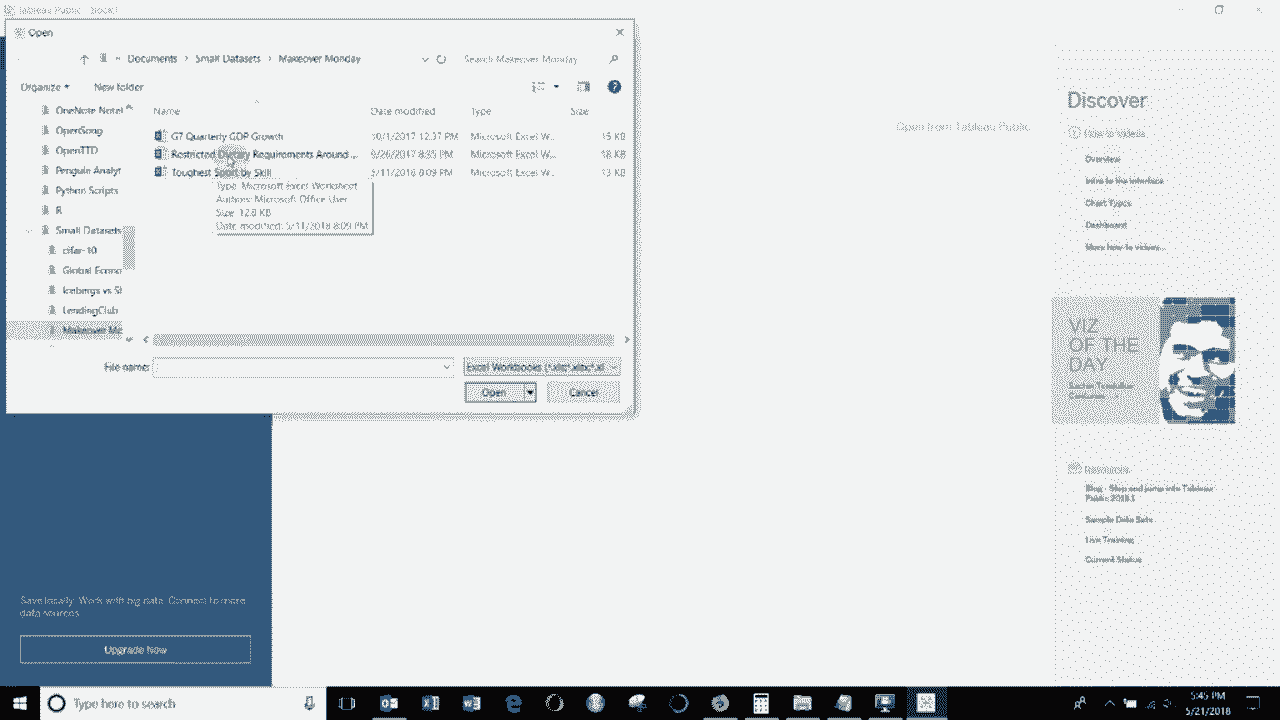 Tableau Public - Book1
Open
Documents > Small Datasets > Makeover Monday
Search Makeover Monday
Organize
New folder
Name
Date modified
Type
Size
OneNote Noteb
OpenSong
OpenTTD
Penguin Analyt
Python Scripts
R
Small Datasets
cifar-10
Global Econo
Icebergs vs Sl
LendingClub
Makeover Mo
G7 Quarterly GDP Growth
10/1/2017 12:37 PM
Microsoft Excel W...
15 KB
Restricted Dietary Requirements Around ...
6/26/2017 8:35 PM
Microsoft Excel W...
18 KB
Toughest Sport by Skill
5/11/2018 8:09 PM
Microsoft Excel W...
13 KB
Type: Microsoft Excel Worksheet
Authors: Microsoft Office User
Size: 12.8 KB
Date modified: 5/11/2018 8:09 PM
File name:
Excel Workbooks
Open
Cancel
Open from Tableau Public
Discover
How-to Videos
Overview
Intro to the Interface
Chart Types
Dashboard
More how-to videos...
VIZ
OF THE
DAY
Resources
Blog - Stop and jump into Tableau
Public 2018.1
Sample Data Sets
Live Training
Current Status
Save locally. Work with big data. Connect to more
data sources.
Upgrade Now
Type here to search
5:45 PM
5/21/2018